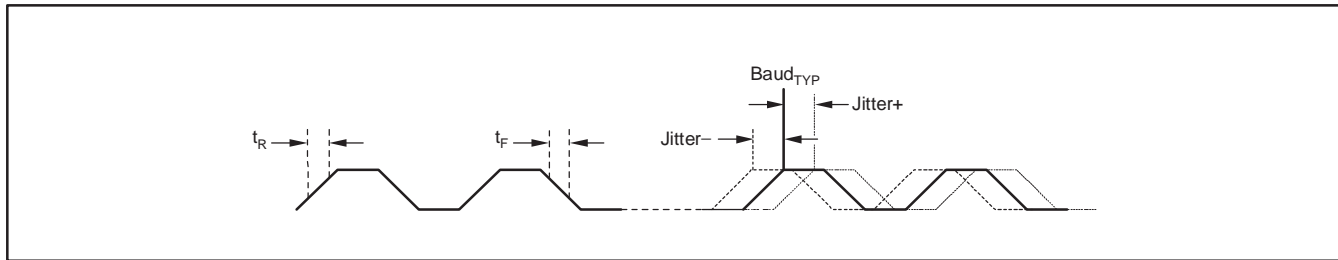 Baud_TYP
Jitter+
t_R
t_F
Jitter–